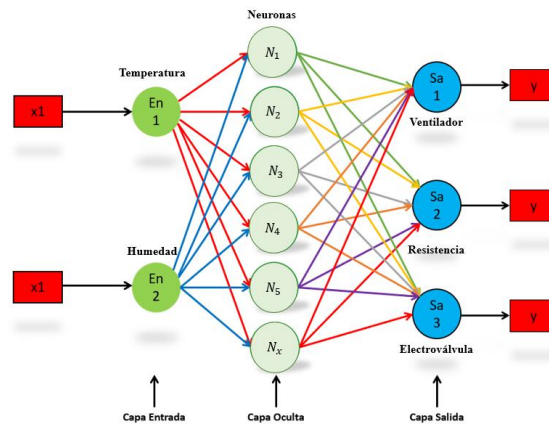 Neuronas
Temperatura
x1
En
1
N1
N2
N3
N4
N5
Nx
Sa
1
y
Ventilador
Humedad
x1
En
2
Sa
2
y
Resistencia
Sa
3
y
Electroválvula
Capa Entrada
Capa Oculta
Capa Salida